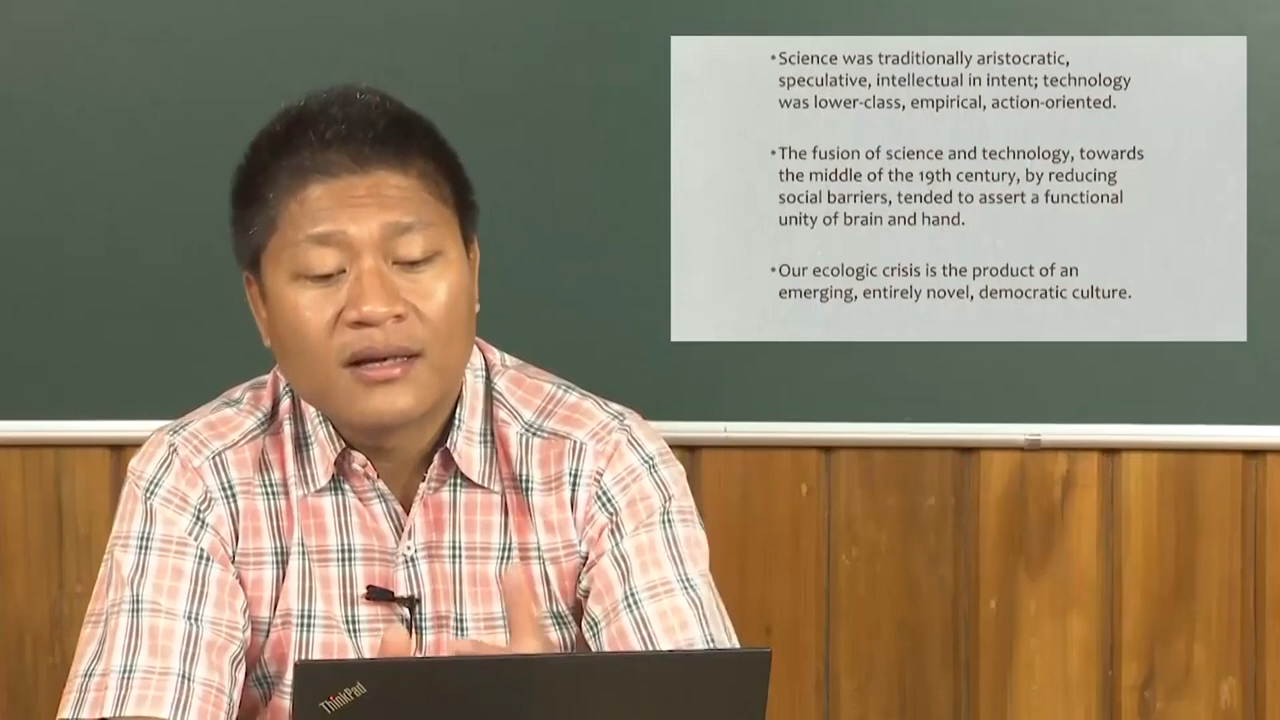 •Science was traditionally aristocratic,
speculative, intellectual in intent; technology
was lower-class, empirical, action-oriented.
•The fusion of science and technology, towards
the middle of the 19th century, by reducing
social barriers, tended to assert a functional
unity of brain and hand.
•Our ecologic crisis is the product of an
emerging, entirely novel, democratic culture.
ThinkPad